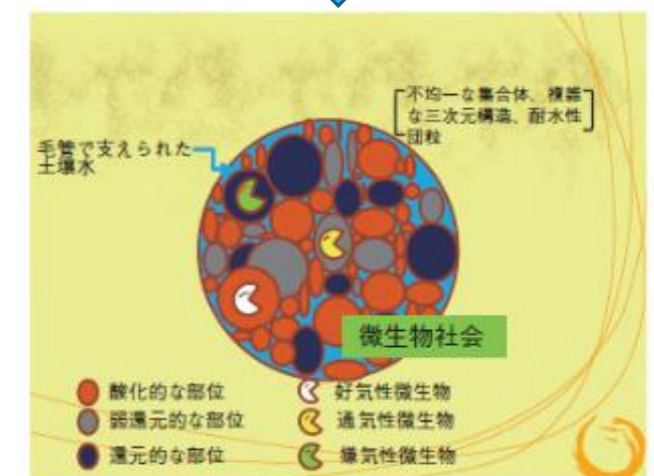 不均一な集合体、複雑
な三次元構造、耐水性
団粒
毛管で支えられた
土壌水
微生物社会
酸化的な部位
弱還元的な部位
還元的な部位
好気性微生物
通気性微生物
嫌気性微生物